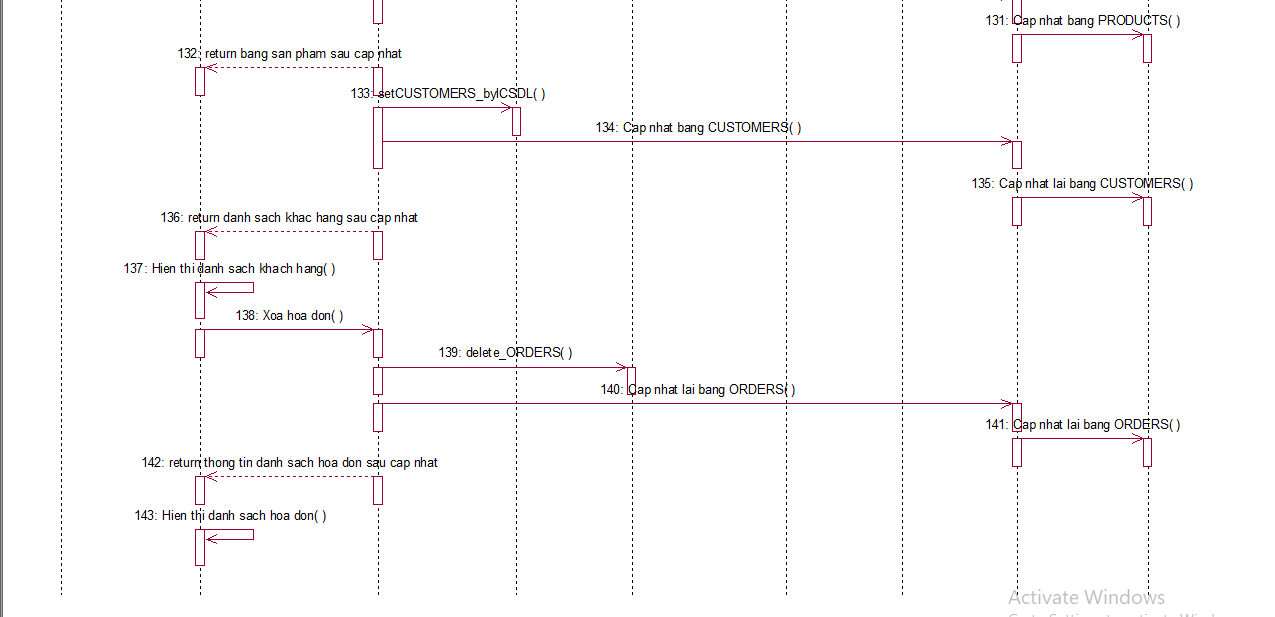 131: Cap nhat bang PRODUCTS( )
132: return bang san pham sau cap nhat
133: setCUSTOMERS_bylCSDL( )
134: Cap nhat bang CUSTOMERS( )
135: Cap nhat lai bang CUSTOMERS( )
136: return danh sach khac hang sau cap nhat
137: Hien thi danh sach khach hang( )
138: Xoa hoa don( )
139: delete_ORDERS( )
140: Cap nhat lai bang ORDERS( )
141: Cap nhat lai bang ORDERS( )
142: return thong tin danh sach hoa don sau cap nhat
143: Hien thi danh sach hoa don( )
Activate Windows